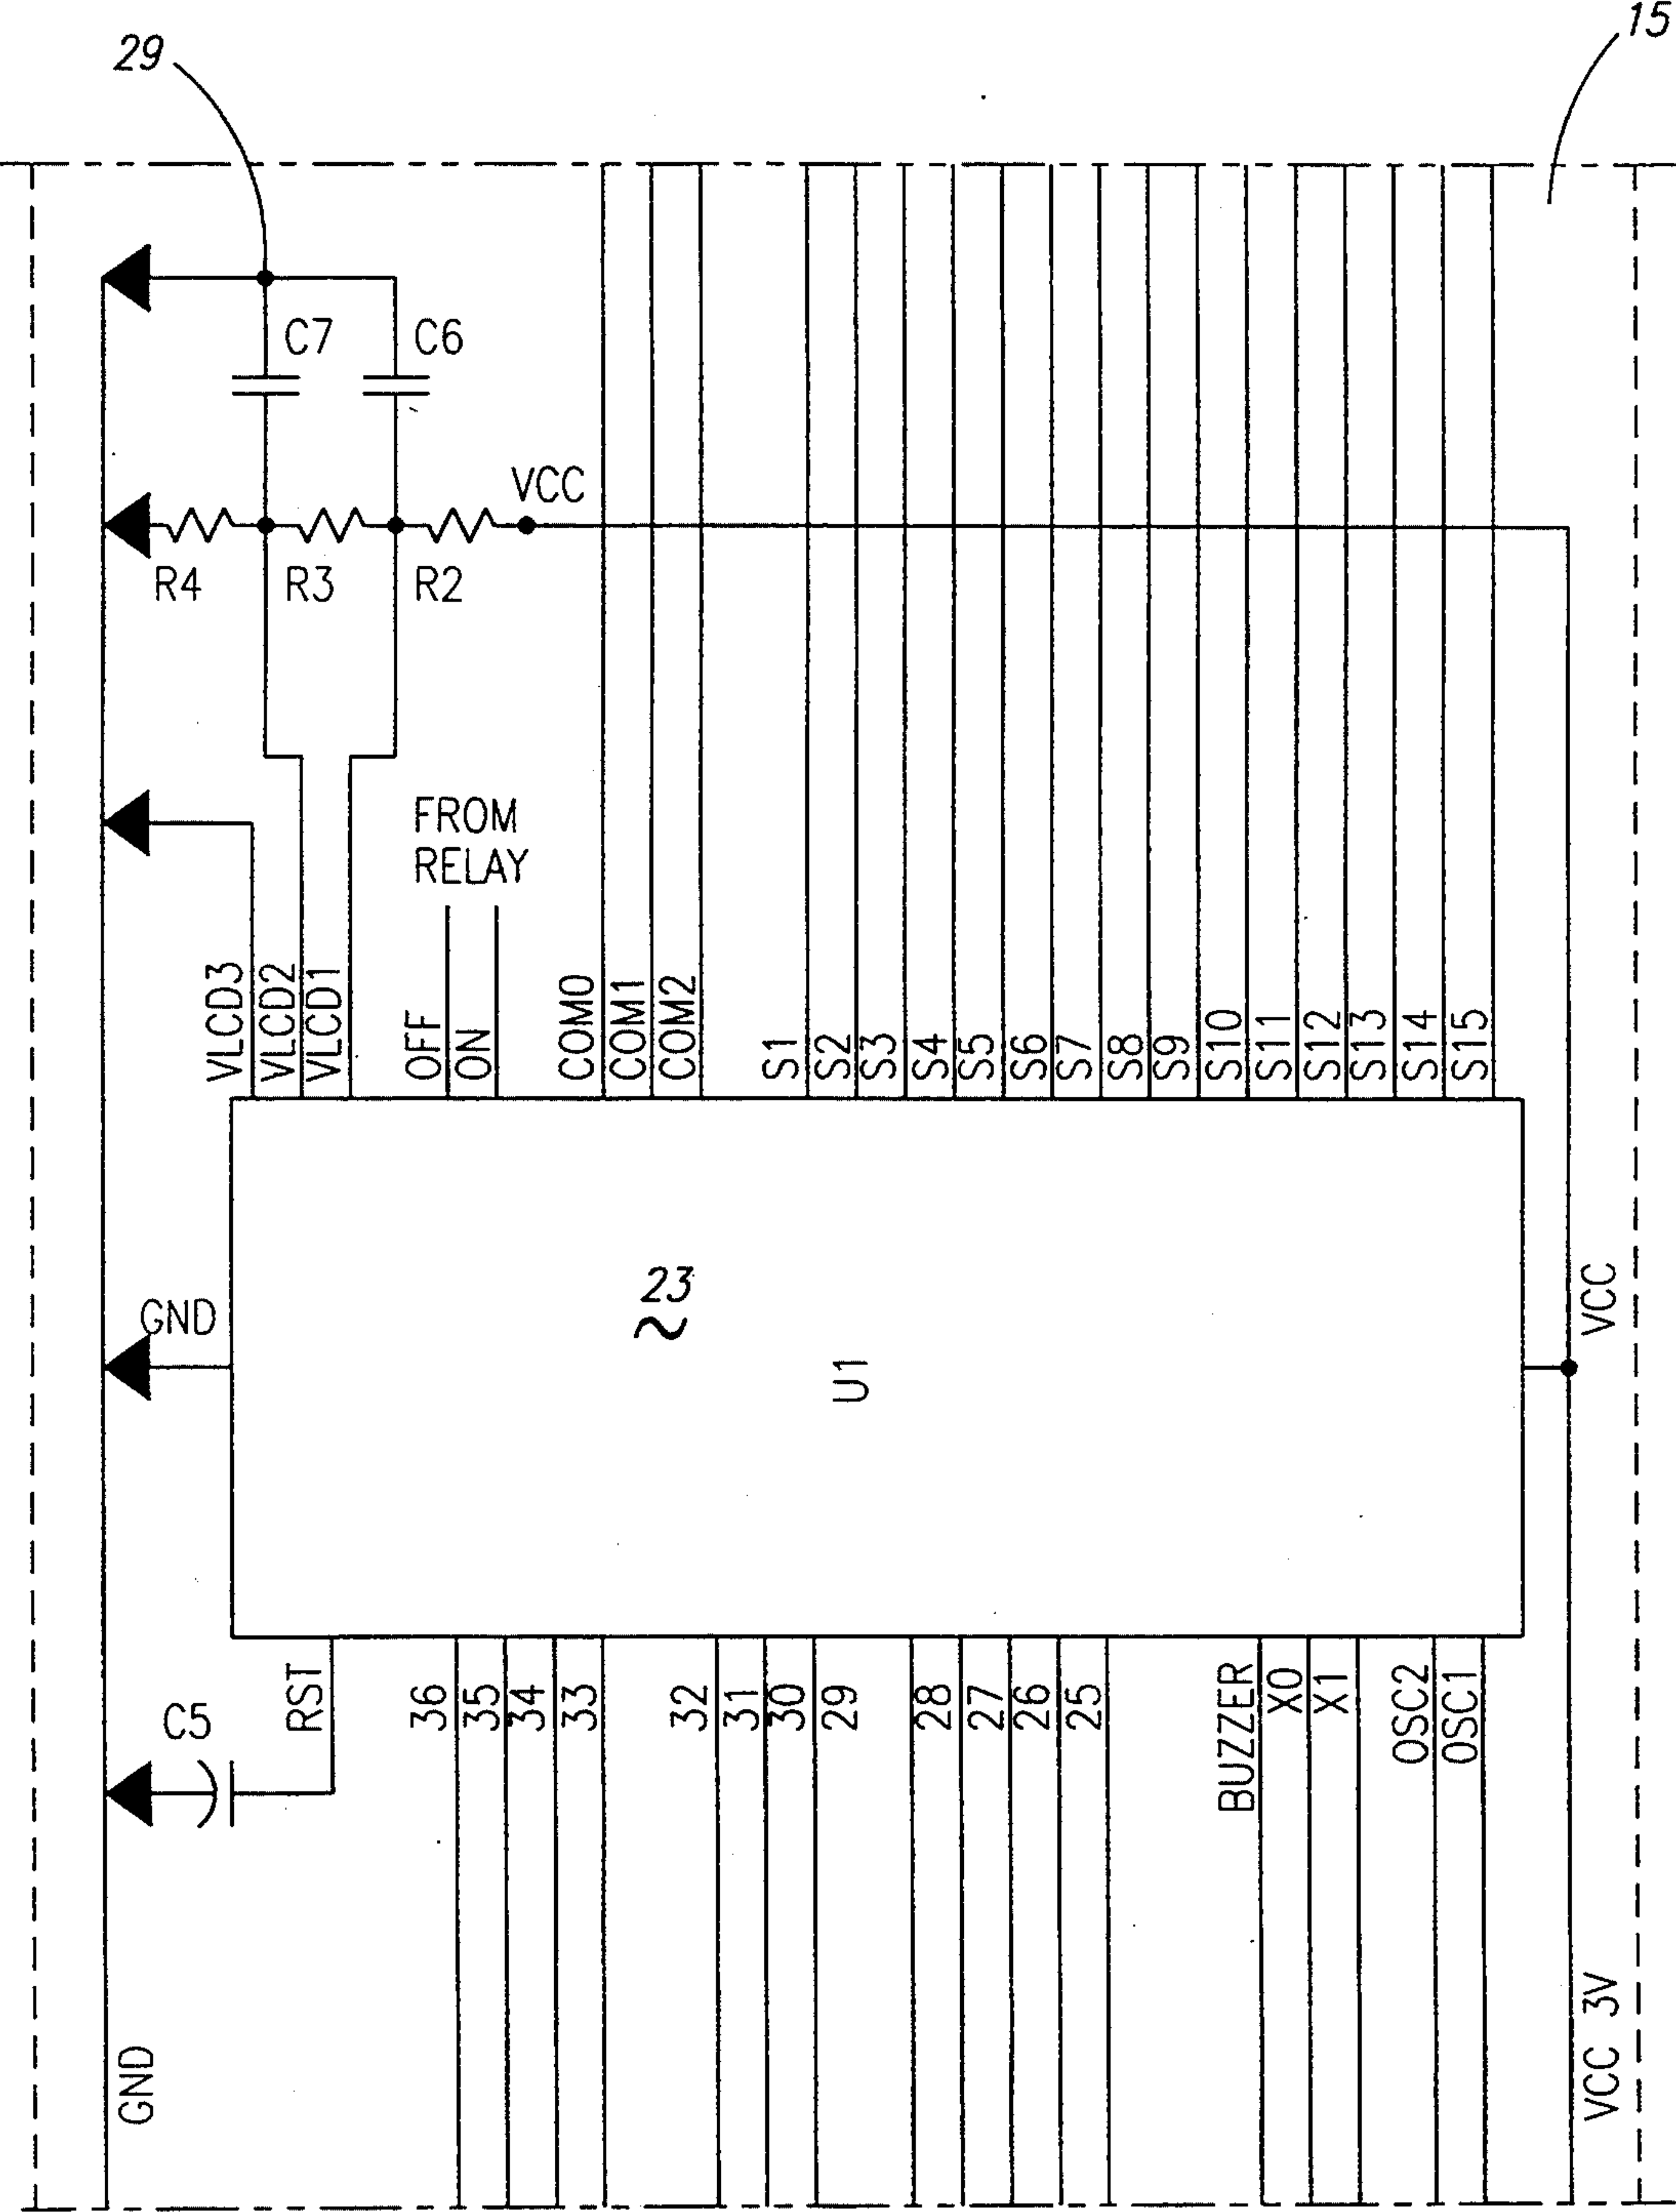 29
15
C7
C6
VCC
R4
R3
R2
FROM
RELAY
VLCD3
VLCD2
VLCD1
OFF
ON
COM0
COM1
COM2
S1
S2
S3
S4
S5
S6
S7
S8
S9
S10
S11
S12
S13
S14
S15
GND
23
U1
VCC
C5
RST
36
35
34
33
32
31
30
29
28
27
26
25
BUZZER
X0
X1
OSC2
OSC1
GND
VCC 3V